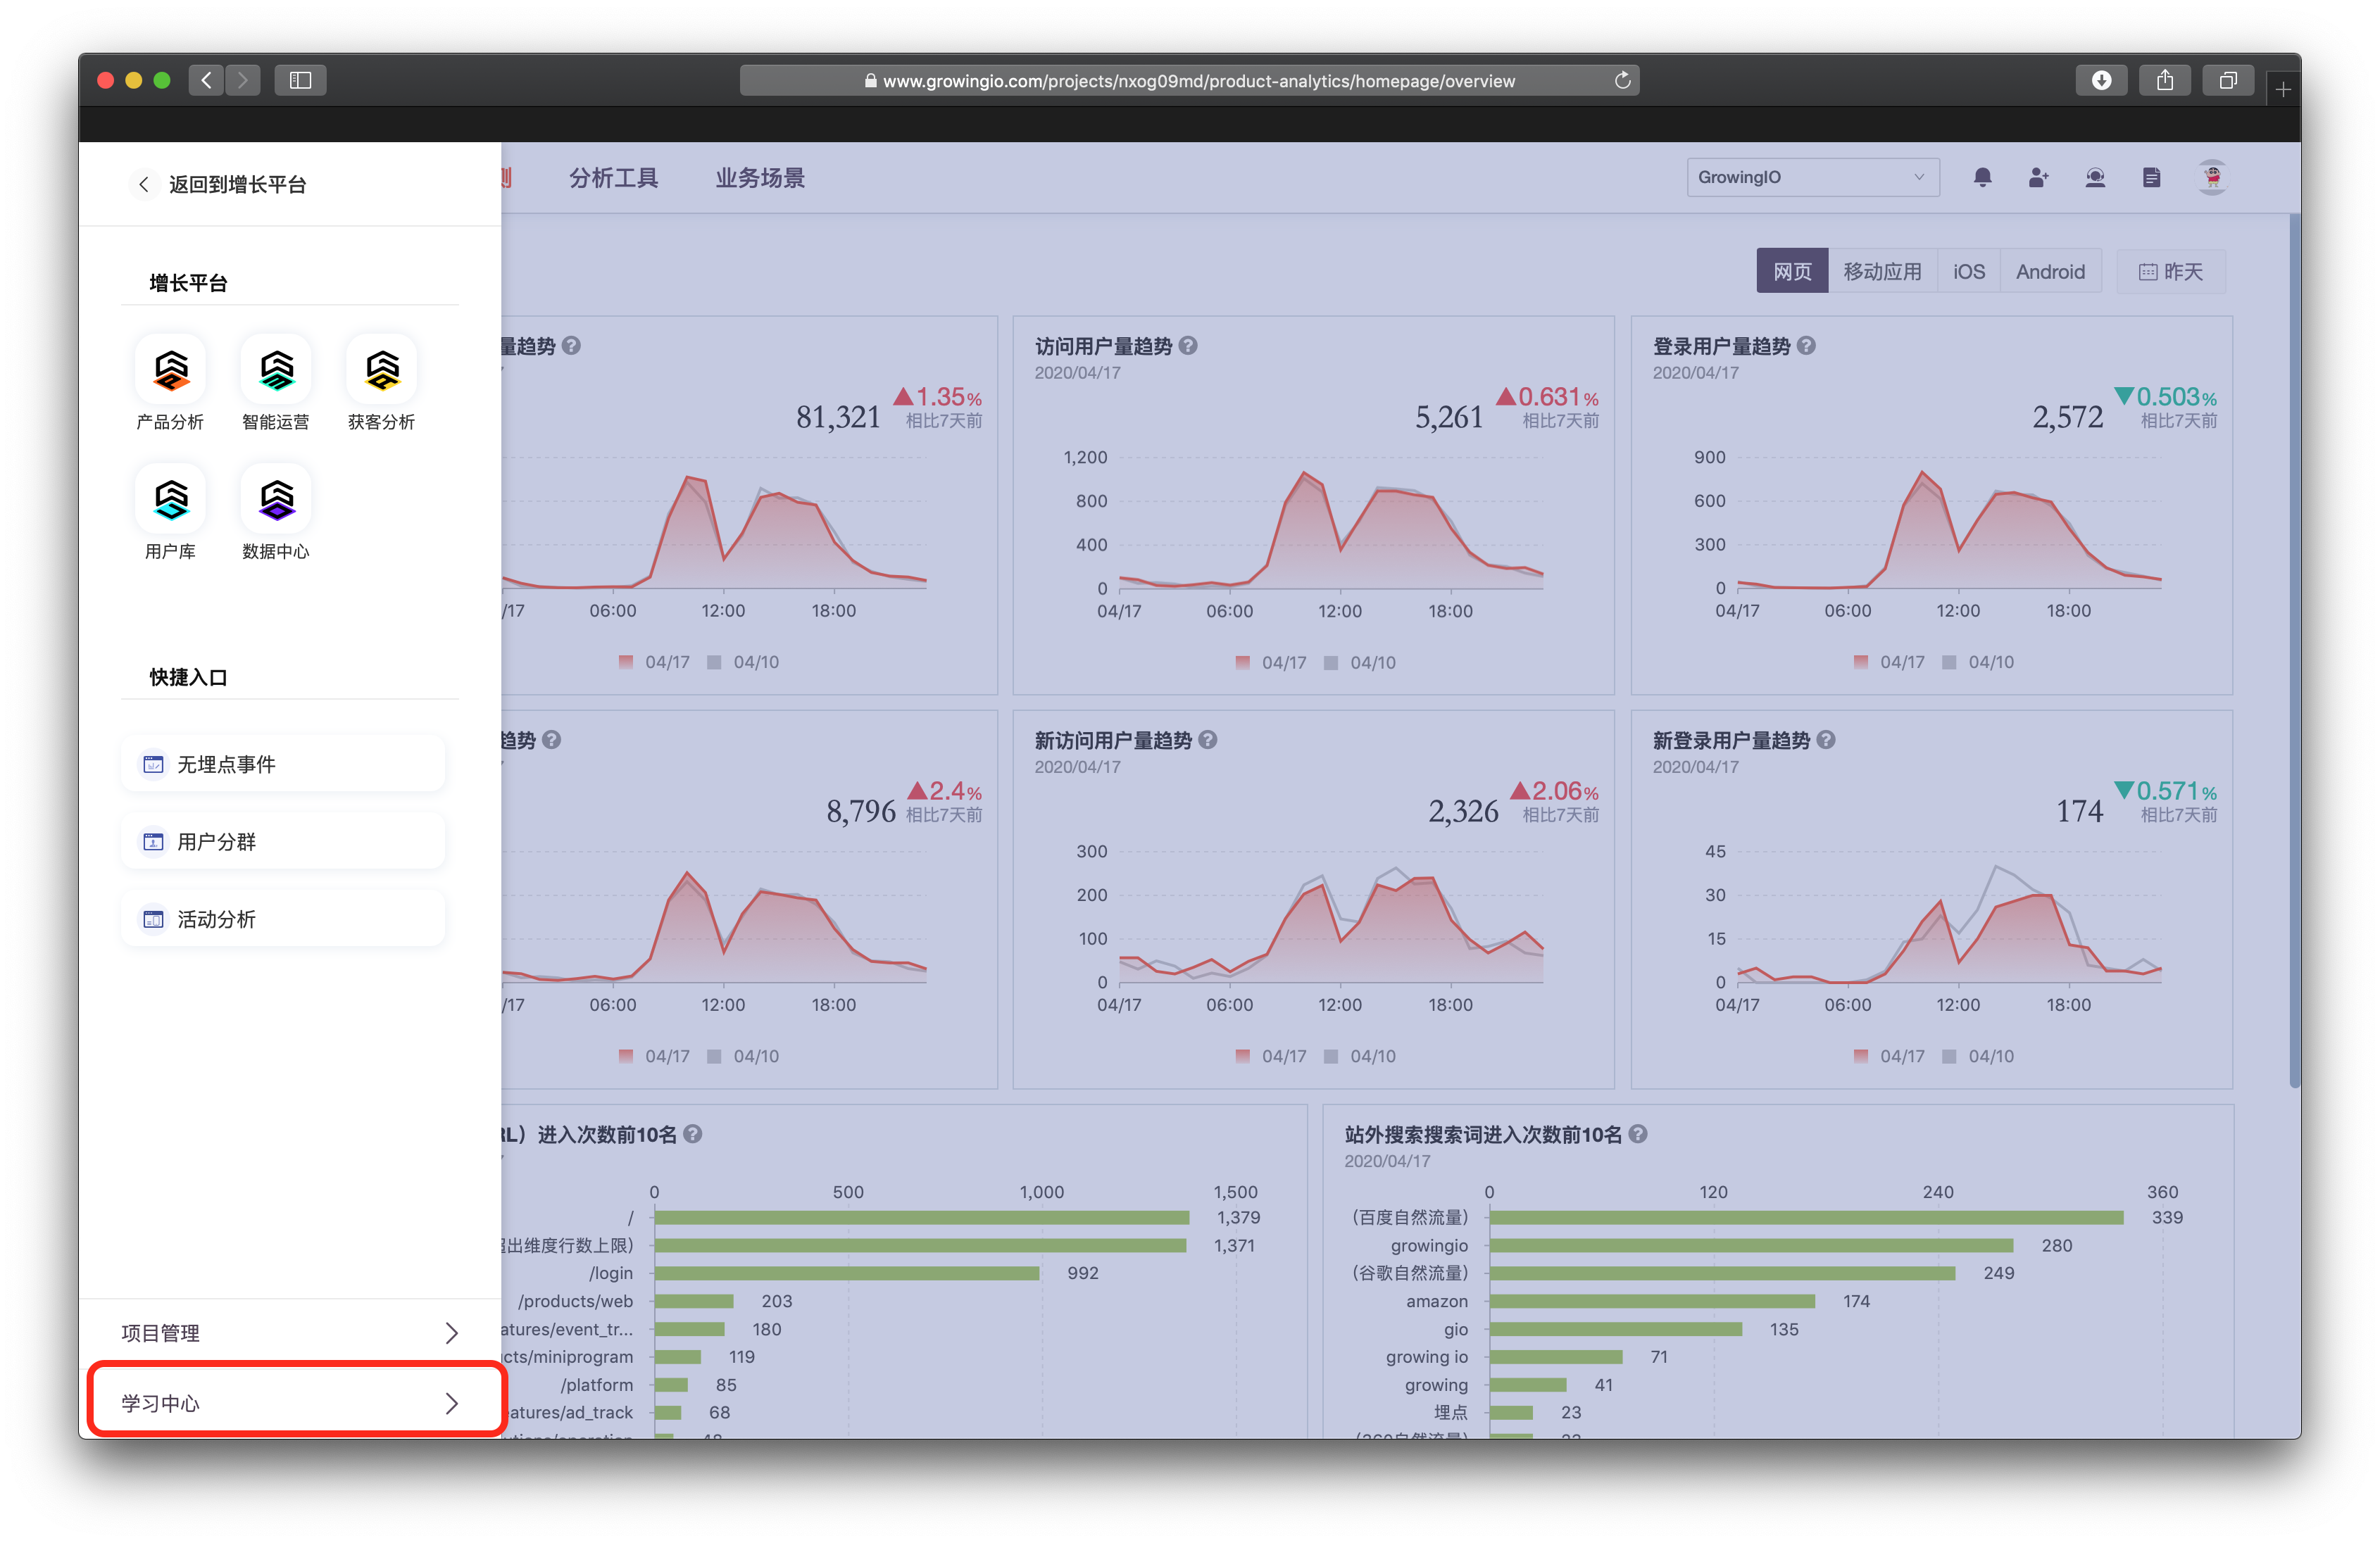 www.growingio.com/projects/nxog09md/product-analytics/homepage/overview
返回到增长平台
分析工具
业务场景
GrowingIO
增长平台
产品分析
智能运营
获客分析
用户库
数据中心
快捷入口
无埋点事件
用户分群
活动分析
项目管理
学习中心
网页
移动应用
iOS
Android
昨天
量趋势
81,321
1.35%
相比7天前
/17
06:00
12:00
18:00
04/17
04/10
访问用户量趋势
2020/04/17
5,261
0.631%
相比7天前
1,200
800
400
0
04/17
06:00
12:00
18:00
04/17
04/10
登录用户量趋势
2020/04/17
2,572
0.503%
相比7天前
900
600
300
0
04/17
06:00
12:00
18:00
04/17
04/10
趋势
8,796
2.4%
相比7天前
/17
06:00
12:00
18:00
04/17
04/10
新访问用户量趋势
2020/04/17
2,326
2.06%
相比7天前
300
200
100
0
04/17
06:00
12:00
18:00
04/17
04/10
新登录用户量趋势
2020/04/17
174
0.571%
相比7天前
45
30
15
0
04/17
06:00
12:00
18:00
04/17
04/10
RL）进入次数前10名
0
500
1,000
1,500
/
1,379
出维度行数上限)
1,371
/login
992
/products/web
203
atures/event_tr...
180
cts/miniprogram
119
/platform
85
eatures/ad_track
68
48
站外搜索搜索词进入次数前10名
2020/04/17
0
120
240
360
(百度自然流量)
339
growingio
280
(谷歌自然流量)
249
amazon
174
gio
135
growing io
71
growing
41
埋点
23
(360自然流量)